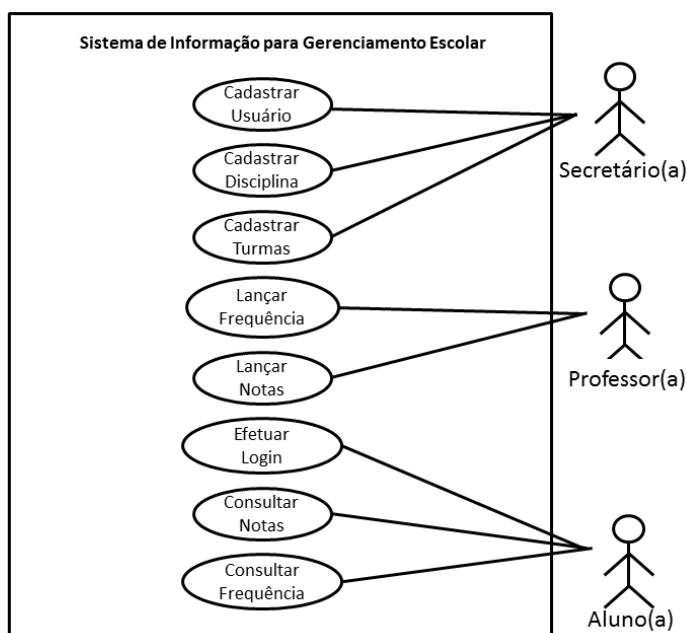 Sistema de Informação para Gerenciamento Escolar
Cadastrar
Usuário
Cadastrar
Disciplina
Cadastrar
Turmas
Lançar
Frequência
Lançar
Notas
Efetuar
Login
Consultar
Notas
Consultar
Frequência
Secretário(a)
Professor(a)
Aluno(a)